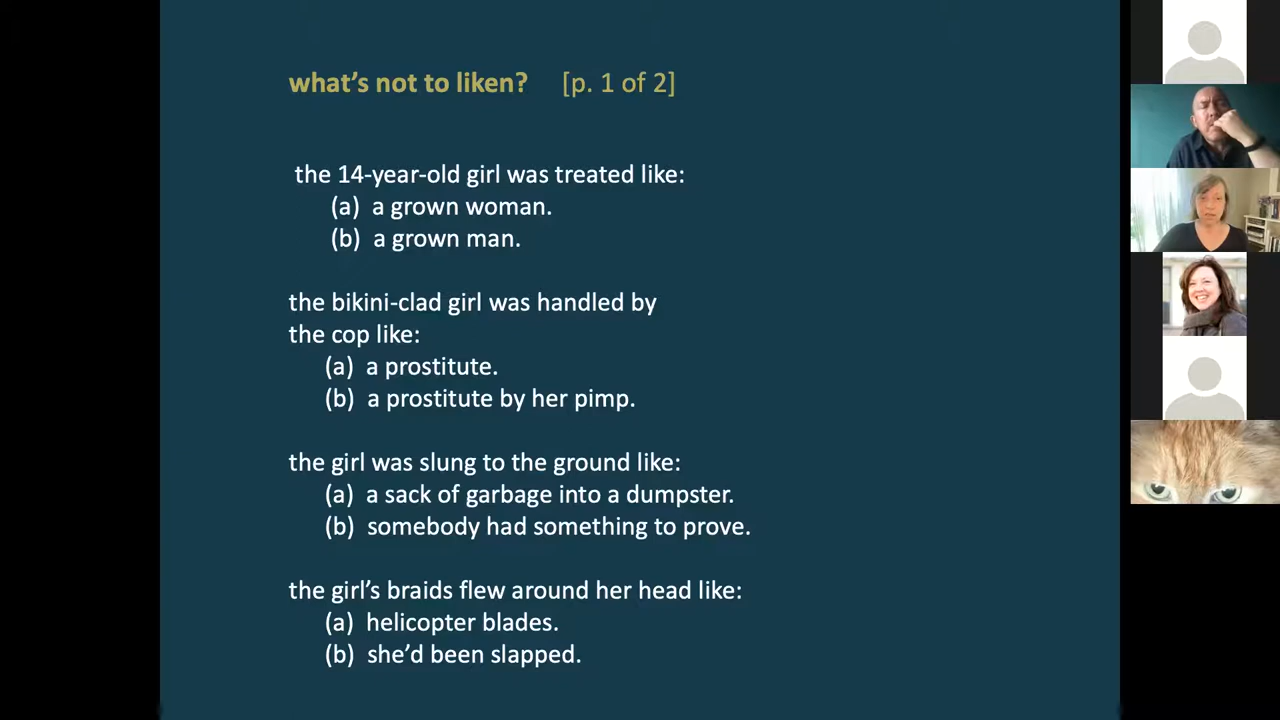 what’s not to liken? [p. 1 of 2]
the 14-year-old girl was treated like:
(a) a grown woman.
(b) a grown man.
the bikini-clad girl was handled by
the cop like:
(a) a prostitute.
(b) a prostitute by her pimp.
the girl was slung to the ground like:
(a) a sack of garbage into a dumpster.
(b) somebody had something to prove.
the girl’s braids flew around her head like:
(a) helicopter blades.
(b) she’d been slapped.